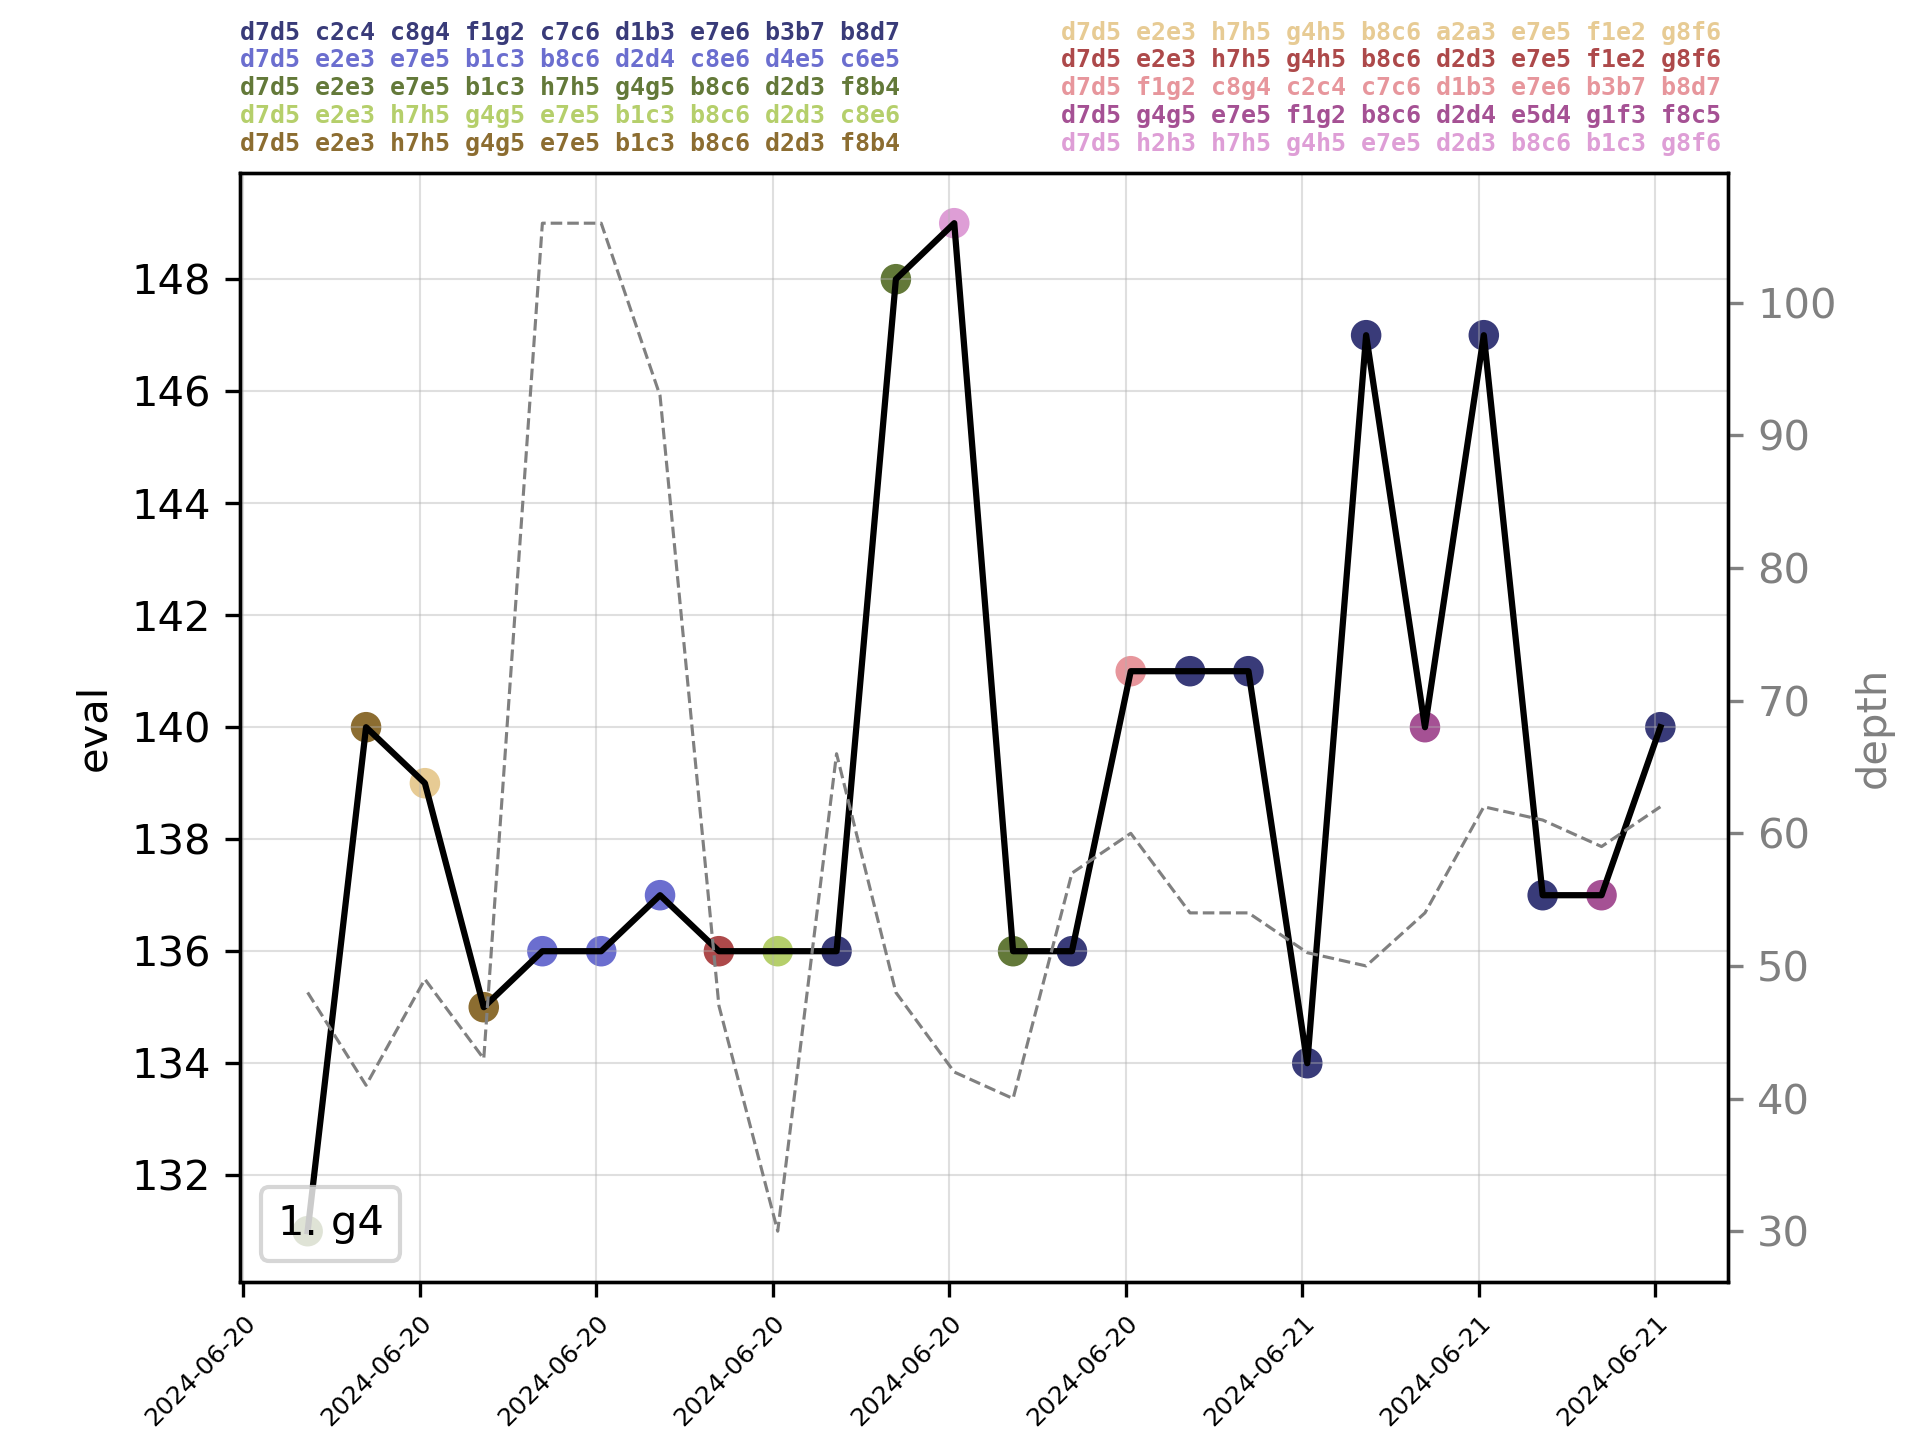 d7d5 c2c4 c8g4 f1g2 c7c6 d1b3 e7e6 b3b7 b8d7
d7d5 e2e3 e7e5 b1c3 b8c6 d2d4 c8e6 d4e5 c6e5
d7d5 e2e3 e7e5 b1c3 h7h5 g4g5 b8c6 d2d3 f8b4
d7d5 e2e3 h7h5 g4g5 e7e5 b1c3 b8c6 d2d3 c8e6
d7d5 e2e3 h7h5 g4g5 e7e5 b1c3 b8c6 d2d3 f8b4
d7d5 e2e3 h7h5 g4h5 b8c6 a2a3 e7e5 f1e2 g8f6
d7d5 e2e3 h7h5 g4h5 b8c6 d2d3 e7e5 f1e2 g8f6
d7d5 f1g2 c8g4 c2c4 c7c6 d1b3 e7e6 b3b7 b8d7
d7d5 g4g5 e7e5 f1g2 b8c6 d2d4 e5d4 g1f3 f8c5
d7d5 h2h3 h7h5 g4h5 e7e5 d2d3 b8c6 b1c3 g8f6
148
146
144
142
140
138
136
134
132
eval
100
90
80
70
60
50
40
30
depth
1. g4
2024-06-20
2024-06-20
2024-06-20
2024-06-20
2024-06-20
2024-06-20
2024-06-21
2024-06-21
2024-06-21